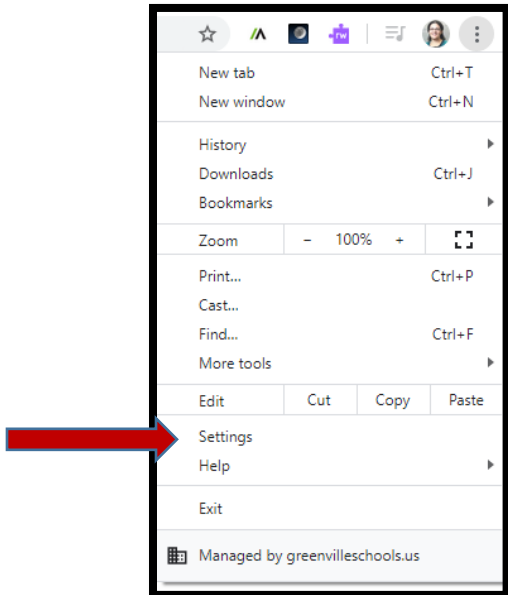 rw
New tab Ctrl+T
New window Ctrl+N
History
Downloads Ctrl+J
Bookmarks
Zoom - 100% +
Print... Ctrl+P
Cast...
Find... Ctrl+F
More tools
Edit Cut Copy Paste
Settings
Help
Exit
Managed by greenvilleschools.us